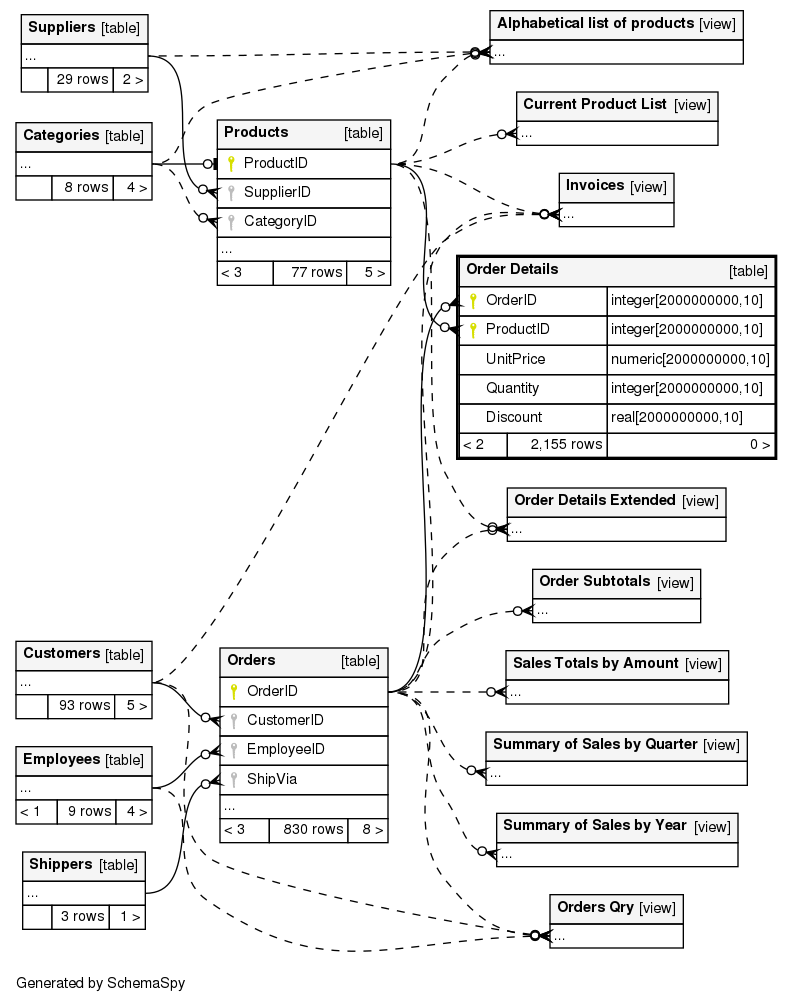 Suppliers [table]
...
29 rows 2 >
Categories [table]
...
8 rows 4 >
Products [table]
ProductID
SupplierID
CategoryID
...
< 3 77 rows 5 >
Alphabetical list of products [view]
...
Current Product List [view]
...
Invoices [view]
...
Order Details [table]
OrderID integer[2000000000,10]
ProductID integer[2000000000,10]
UnitPrice numeric[2000000000,10]
Quantity integer[2000000000,10]
Discount real[2000000000,10]
< 2 2,155 rows 0 >
Order Details Extended [view]
...
Order Subtotals [view]
...
Customers [table]
...
93 rows 5 >
Employees [table]
...
< 1 9 rows 4 >
Shippers [table]
...
3 rows 1 >
Orders [table]
OrderID
CustomerID
EmployeeID
ShipVia
...
< 3 830 rows 8 >
Sales Totals by Amount [view]
...
Summary of Sales by Quarter [view]
...
Summary of Sales by Year [view]
...
Orders Qry [view]
...
Generated by SchemaSpy